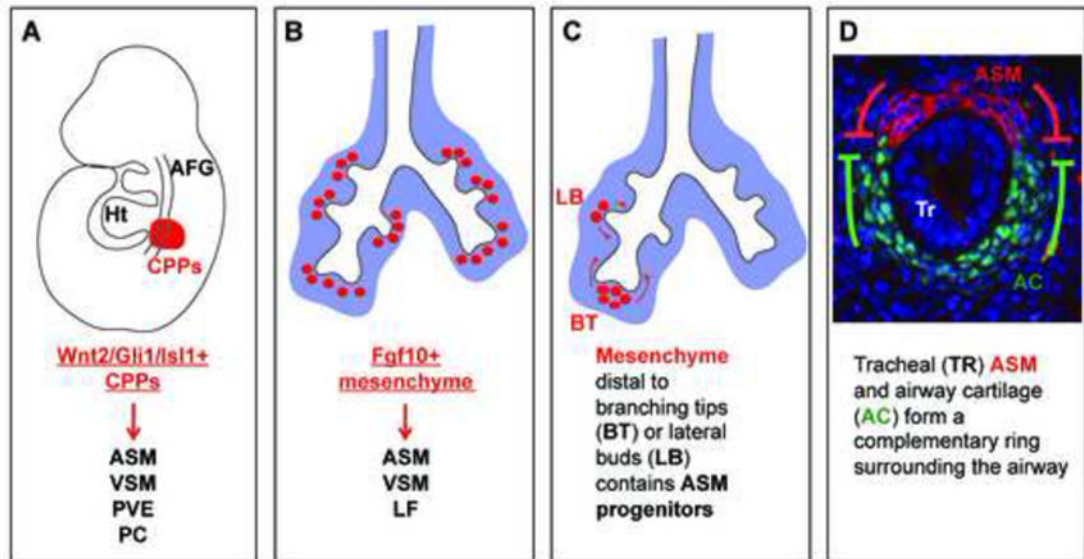 A
AFG
Ht
CPPs
Wnt2/Gli1/Isl1+
CPPs
ASM
VSM
PVE
PC
B
Fgf10+
mesenchyme
ASM
VSM
LF
C
LB
BT
Mesenchyme
distal to
branching tips
(BT) or lateral
buds (LB)
contains ASM
progenitors
D
ASM
Tr
AC
Tracheal (TR) ASM
and airway cartilage
(AC) form a
complementary ring
surrounding the airway